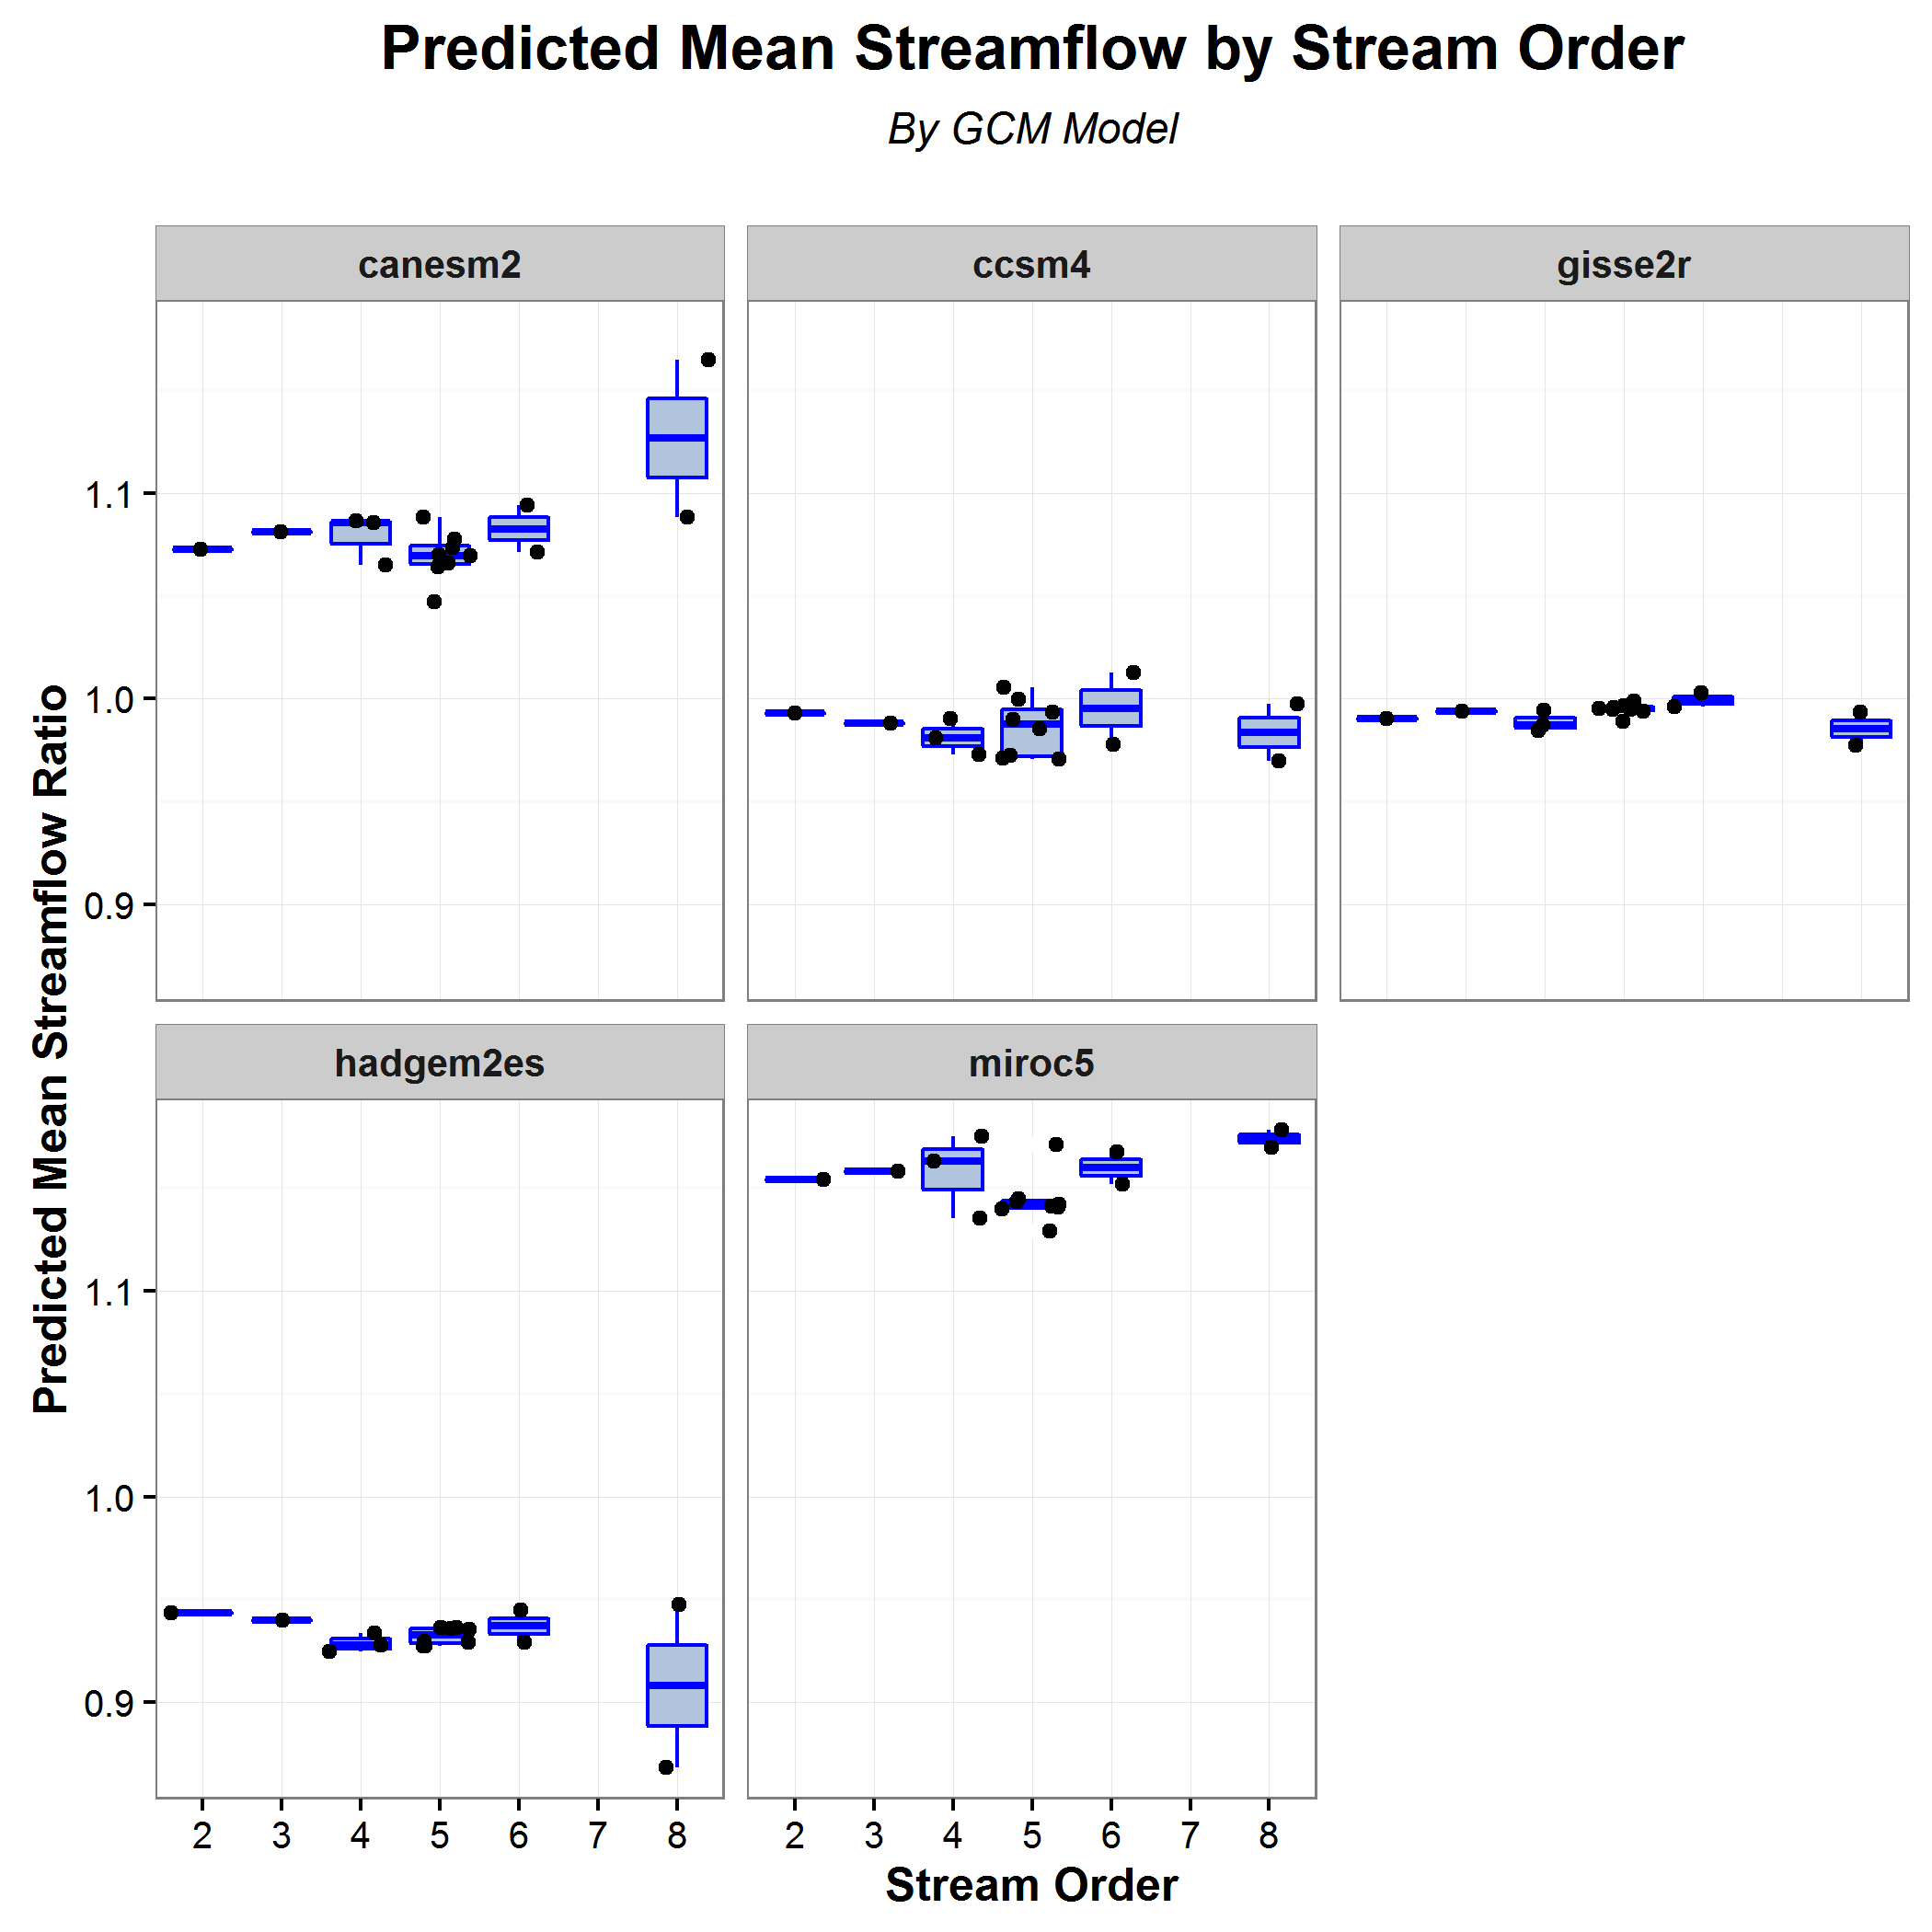 Predicted Mean Streamflow by Stream Order
By GCM Model
canesm2
ccsm4
gisse2r
1.1
1.0
0.9
hadgem2es
miroc5
1.1
1.0
0.9
Predicted Mean Streamflow Ratio
2 3 4 5 6 7 8
2 3 4 5 6 7 8
Stream Order